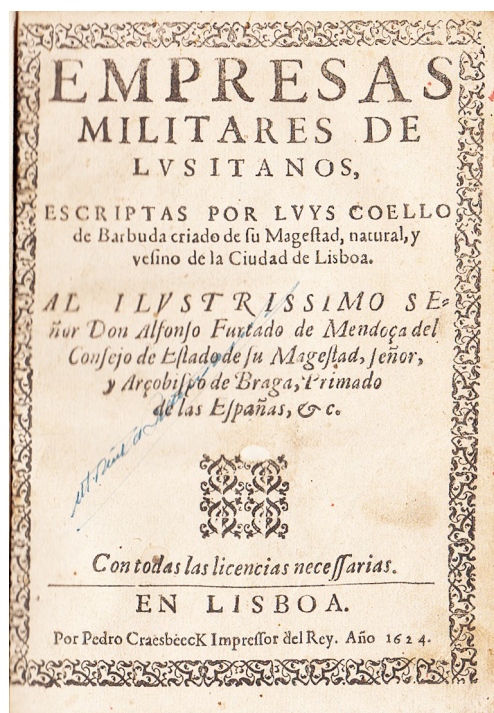 EMPRESAS
MILITARES DE
LVSITANOS,
ESCRIPTAS POR LVYS COELLO
de Barbuda criado de ſu Mageſtad, natural, y
veſino de la Ciudad de Lisboa.
AL ILVSTRISSIMO SE-
ñor Don Alfonſo Furtado de Mendoça del
Conſejo de Eſtado de ſu Mageſtad, ſeñor,
y Arçobiſpo de Braga, Primado
de las Eſpañas, & c.
Con todas las licencias neceſſarias.
EN LISBOA.
Por Pedro CraesbeecK Impreſſor del Rey. Año 1624.